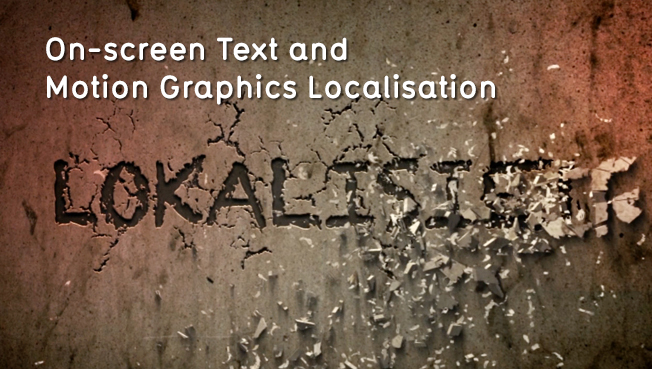 On-screen Text and
Motion Graphics Localisation